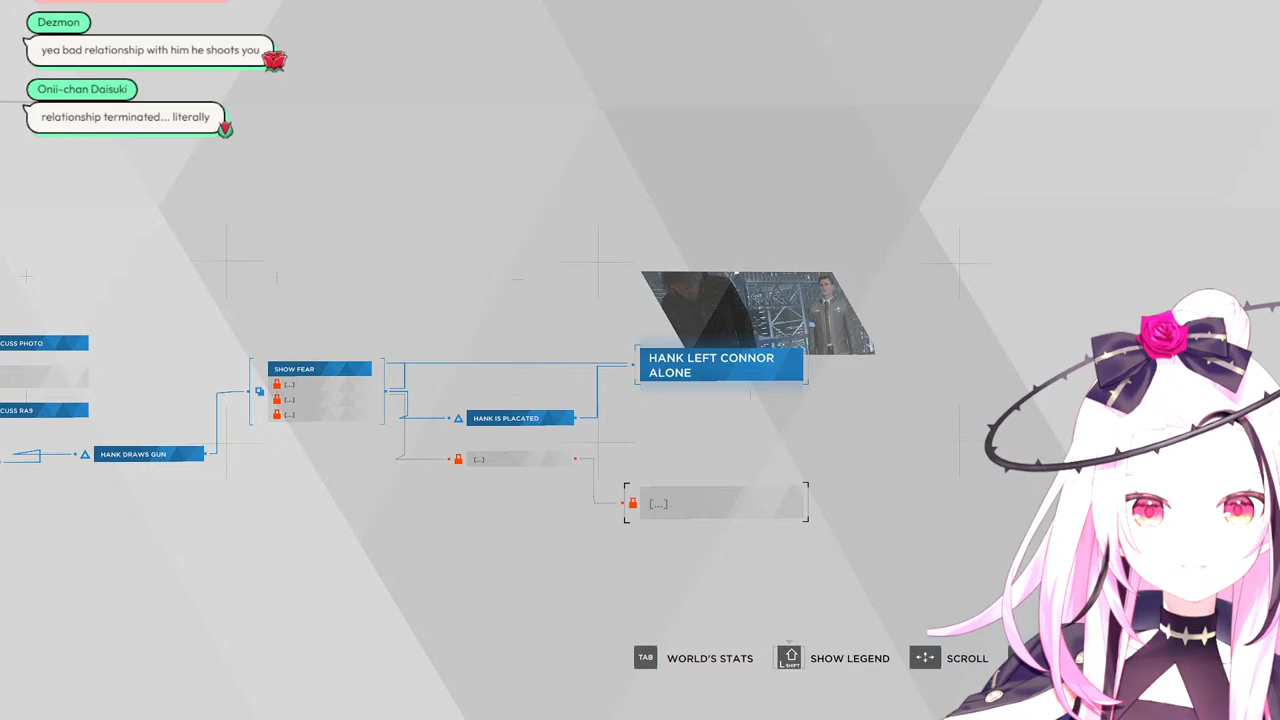 Dezmon
yea bad relationship with him he shoots you
Onii-chan Daisuki
relationship terminated... literally
HANK LEFT CONNOR
ALONE
CUSS PHOTO
SHOW FEAR
[...]
[...]
[...]
CUSS RA9
HANK IS PLACATED
HANK DRAWS GUN
[...]
[...]
TAB
WORLD'S STATS
L SHIFT
SHOW LEGEND
SCROLL